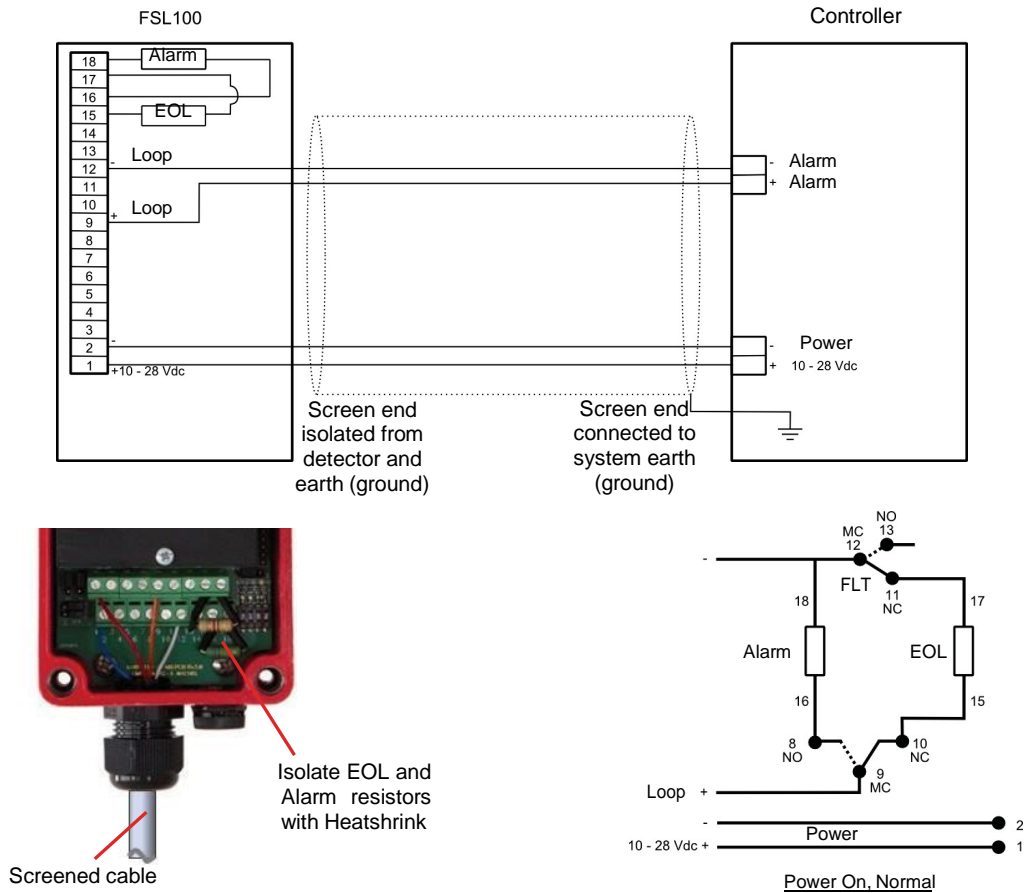 FSL100
Controller
18
17
16
15
14
13
12
11
10
9
8
7
6
5
4
3
2
1
Alarm
EOL
- Loop
+ Loop
-
+10 - 28 Vdc
- Alarm
+ Alarm
- Power
+ 10 - 28 Vdc
Screen end
isolated from
detector and
earth (ground)
Screen end
connected to
system earth
(ground)
Isolate EOL and
Alarm resistors
with Heatshrink
Screened cable
NO
13
MC
12
-
FLT
11
NC
18
17
Alarm
EOL
16
15
8
NO
10
NC
9
MC
Loop +
-
Power
2
10 - 28 Vdc +
1
Power On, Normal